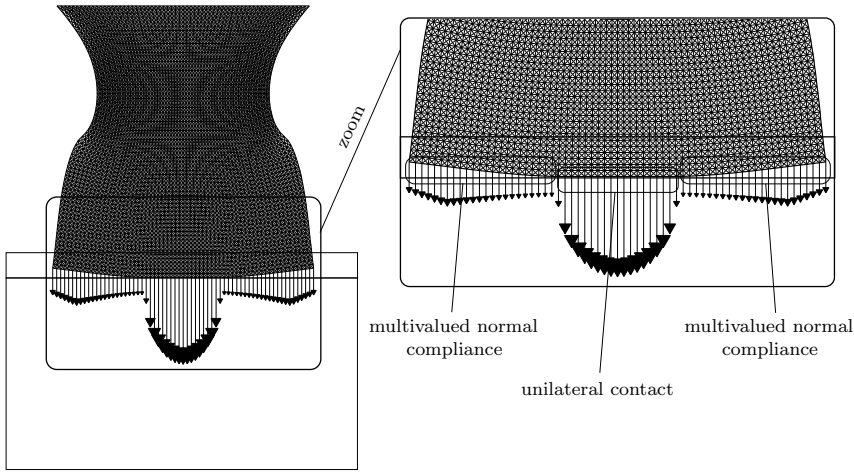 zoom
multivalued normal
compliance
multivalued normal
compliance
unilateral contact